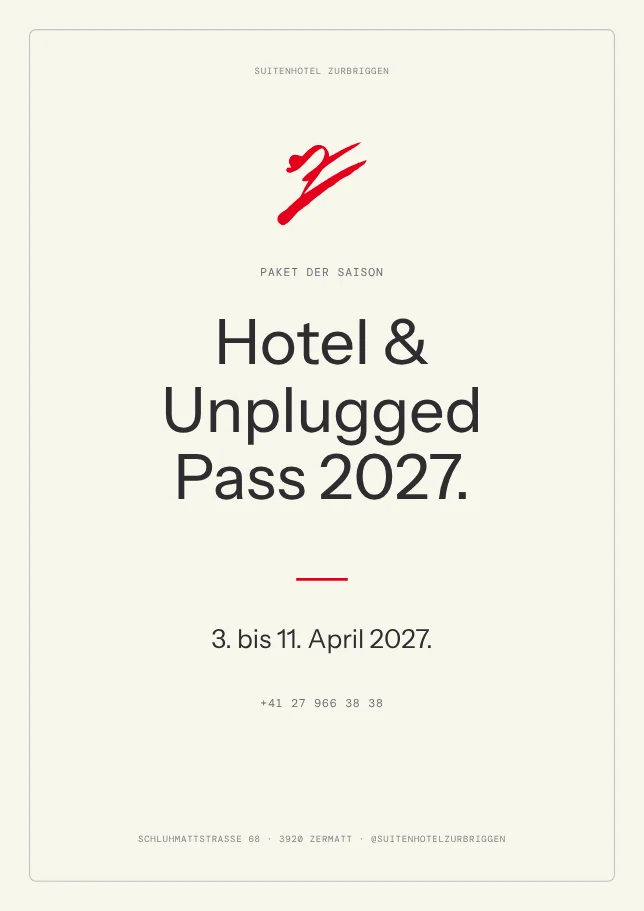 SUITENHOTEL ZURBRIGGEN
PAKET DER SAISON
Hotel &
Unplugged
Pass 2027.
3. bis 11. April 2027.
+41 27 966 38 38
SCHLUHMATTSTRASSE 68 · 3920 ZERMATT · @SUITENHOTELZURBRIGGEN